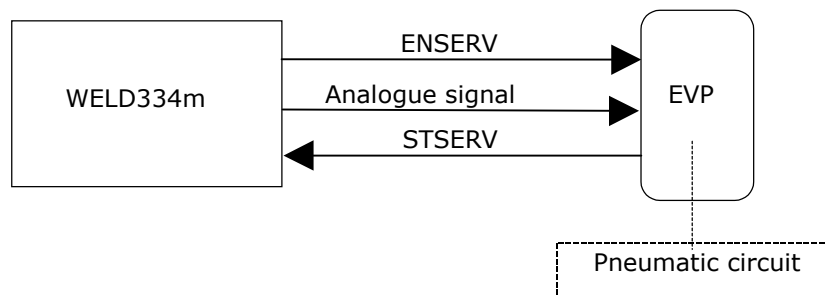 ENSERV
WELD334m
Analogue signal
EVP
STSERV
Pneumatic circuit